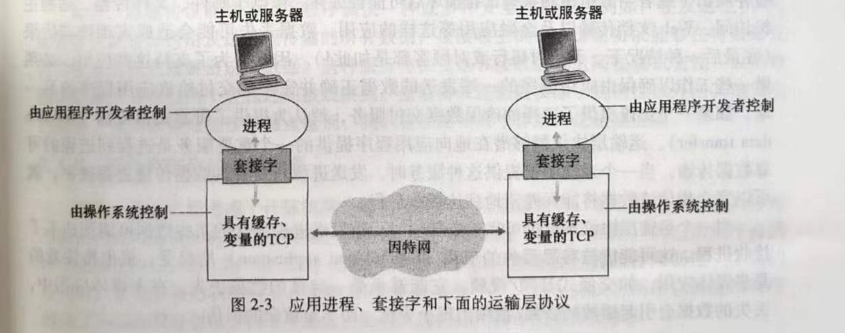 主机或服务器
主机或服务器
由应用程序开发者控制
进程
进程
由应用程序开发者控制
套接字
套接字
由操作系统控制
具有缓存、
变量的TCP
因特网
具有缓存、
变量的TCP
由操作系统控制
图 2-3 应用进程、套接字和下面的运输层协议